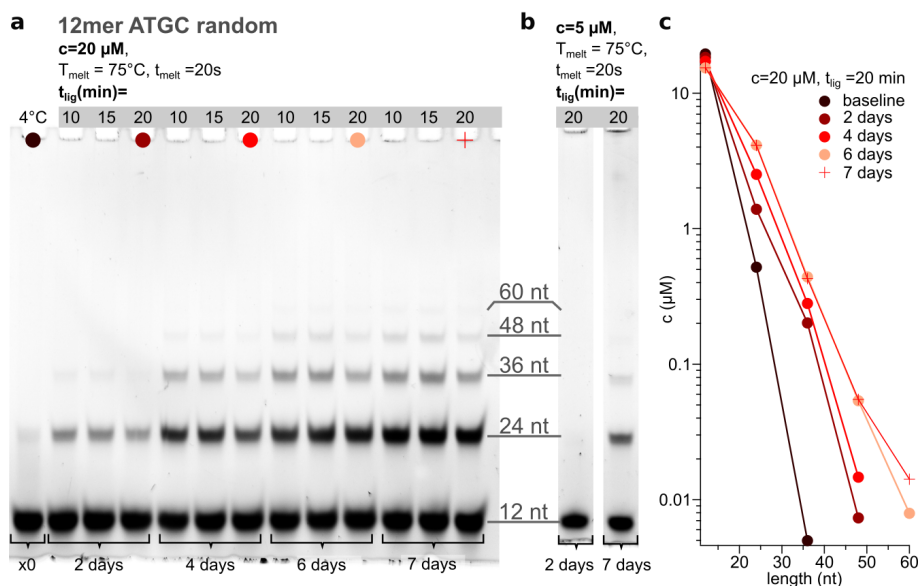 a
12mer ATGC random
c=20 µM,
T_melt = 75°C, t_melt =20s
t_lig(min)=
4°C 10 15 20 10 15 20 10 15 20 10 15 20
60 nt
48 nt
36 nt
24 nt
12 nt
x0 2 days 4 days 6 days 7 days
b
c=5 µM,
T_melt = 75°C,
t_melt =20s
t_lig(min)=
20 20
2 days 7 days
c
c=20 µM, t_lig =20 min
baseline
2 days
4 days
6 days
7 days
c (µM)
10
1
0.1
0.01
10 20 30 40 50 60
length (nt)